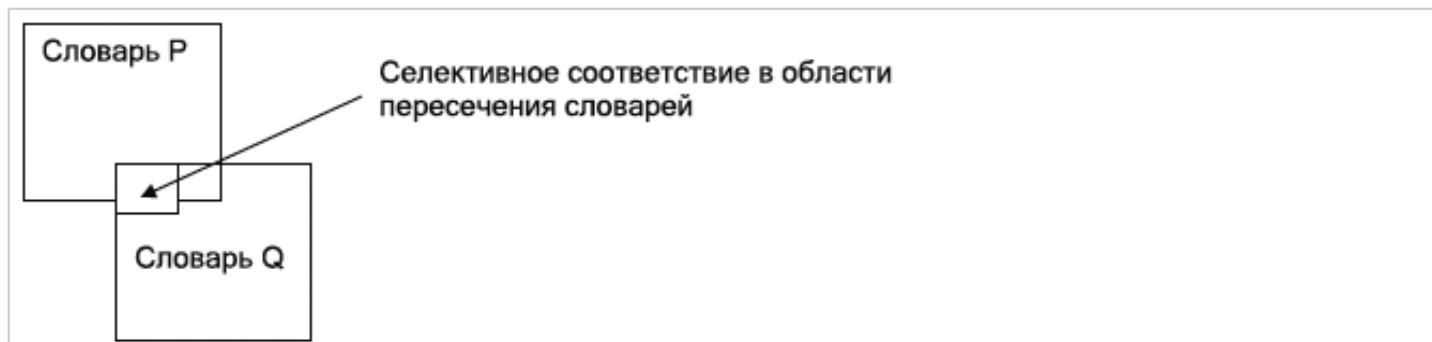 Словарь P
Селективное соответствие в области
пересечения словарей
Словарь Q